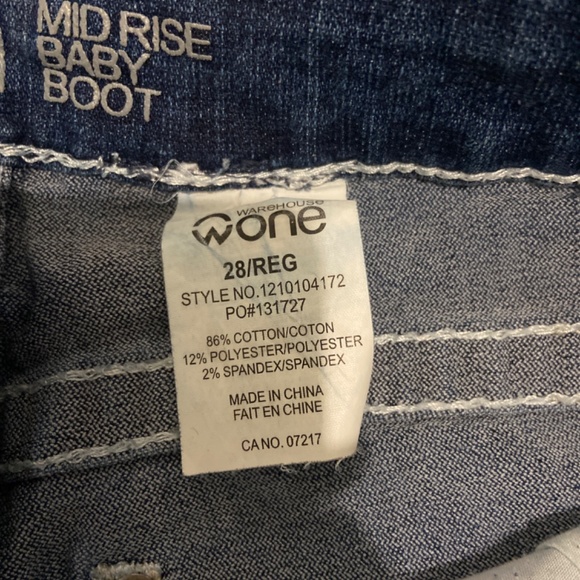 MID RISE
BABY
BOOT
WAREHOUSE
one
28/REG
STYLE NO.1210104172
PO#131727
86% COTTON/COTON
12% POLYESTER/POLYESTER
2% SPANDEX/SPANDEX
MADE IN CHINA
FAIT EN CHINE
CA NO. 07217